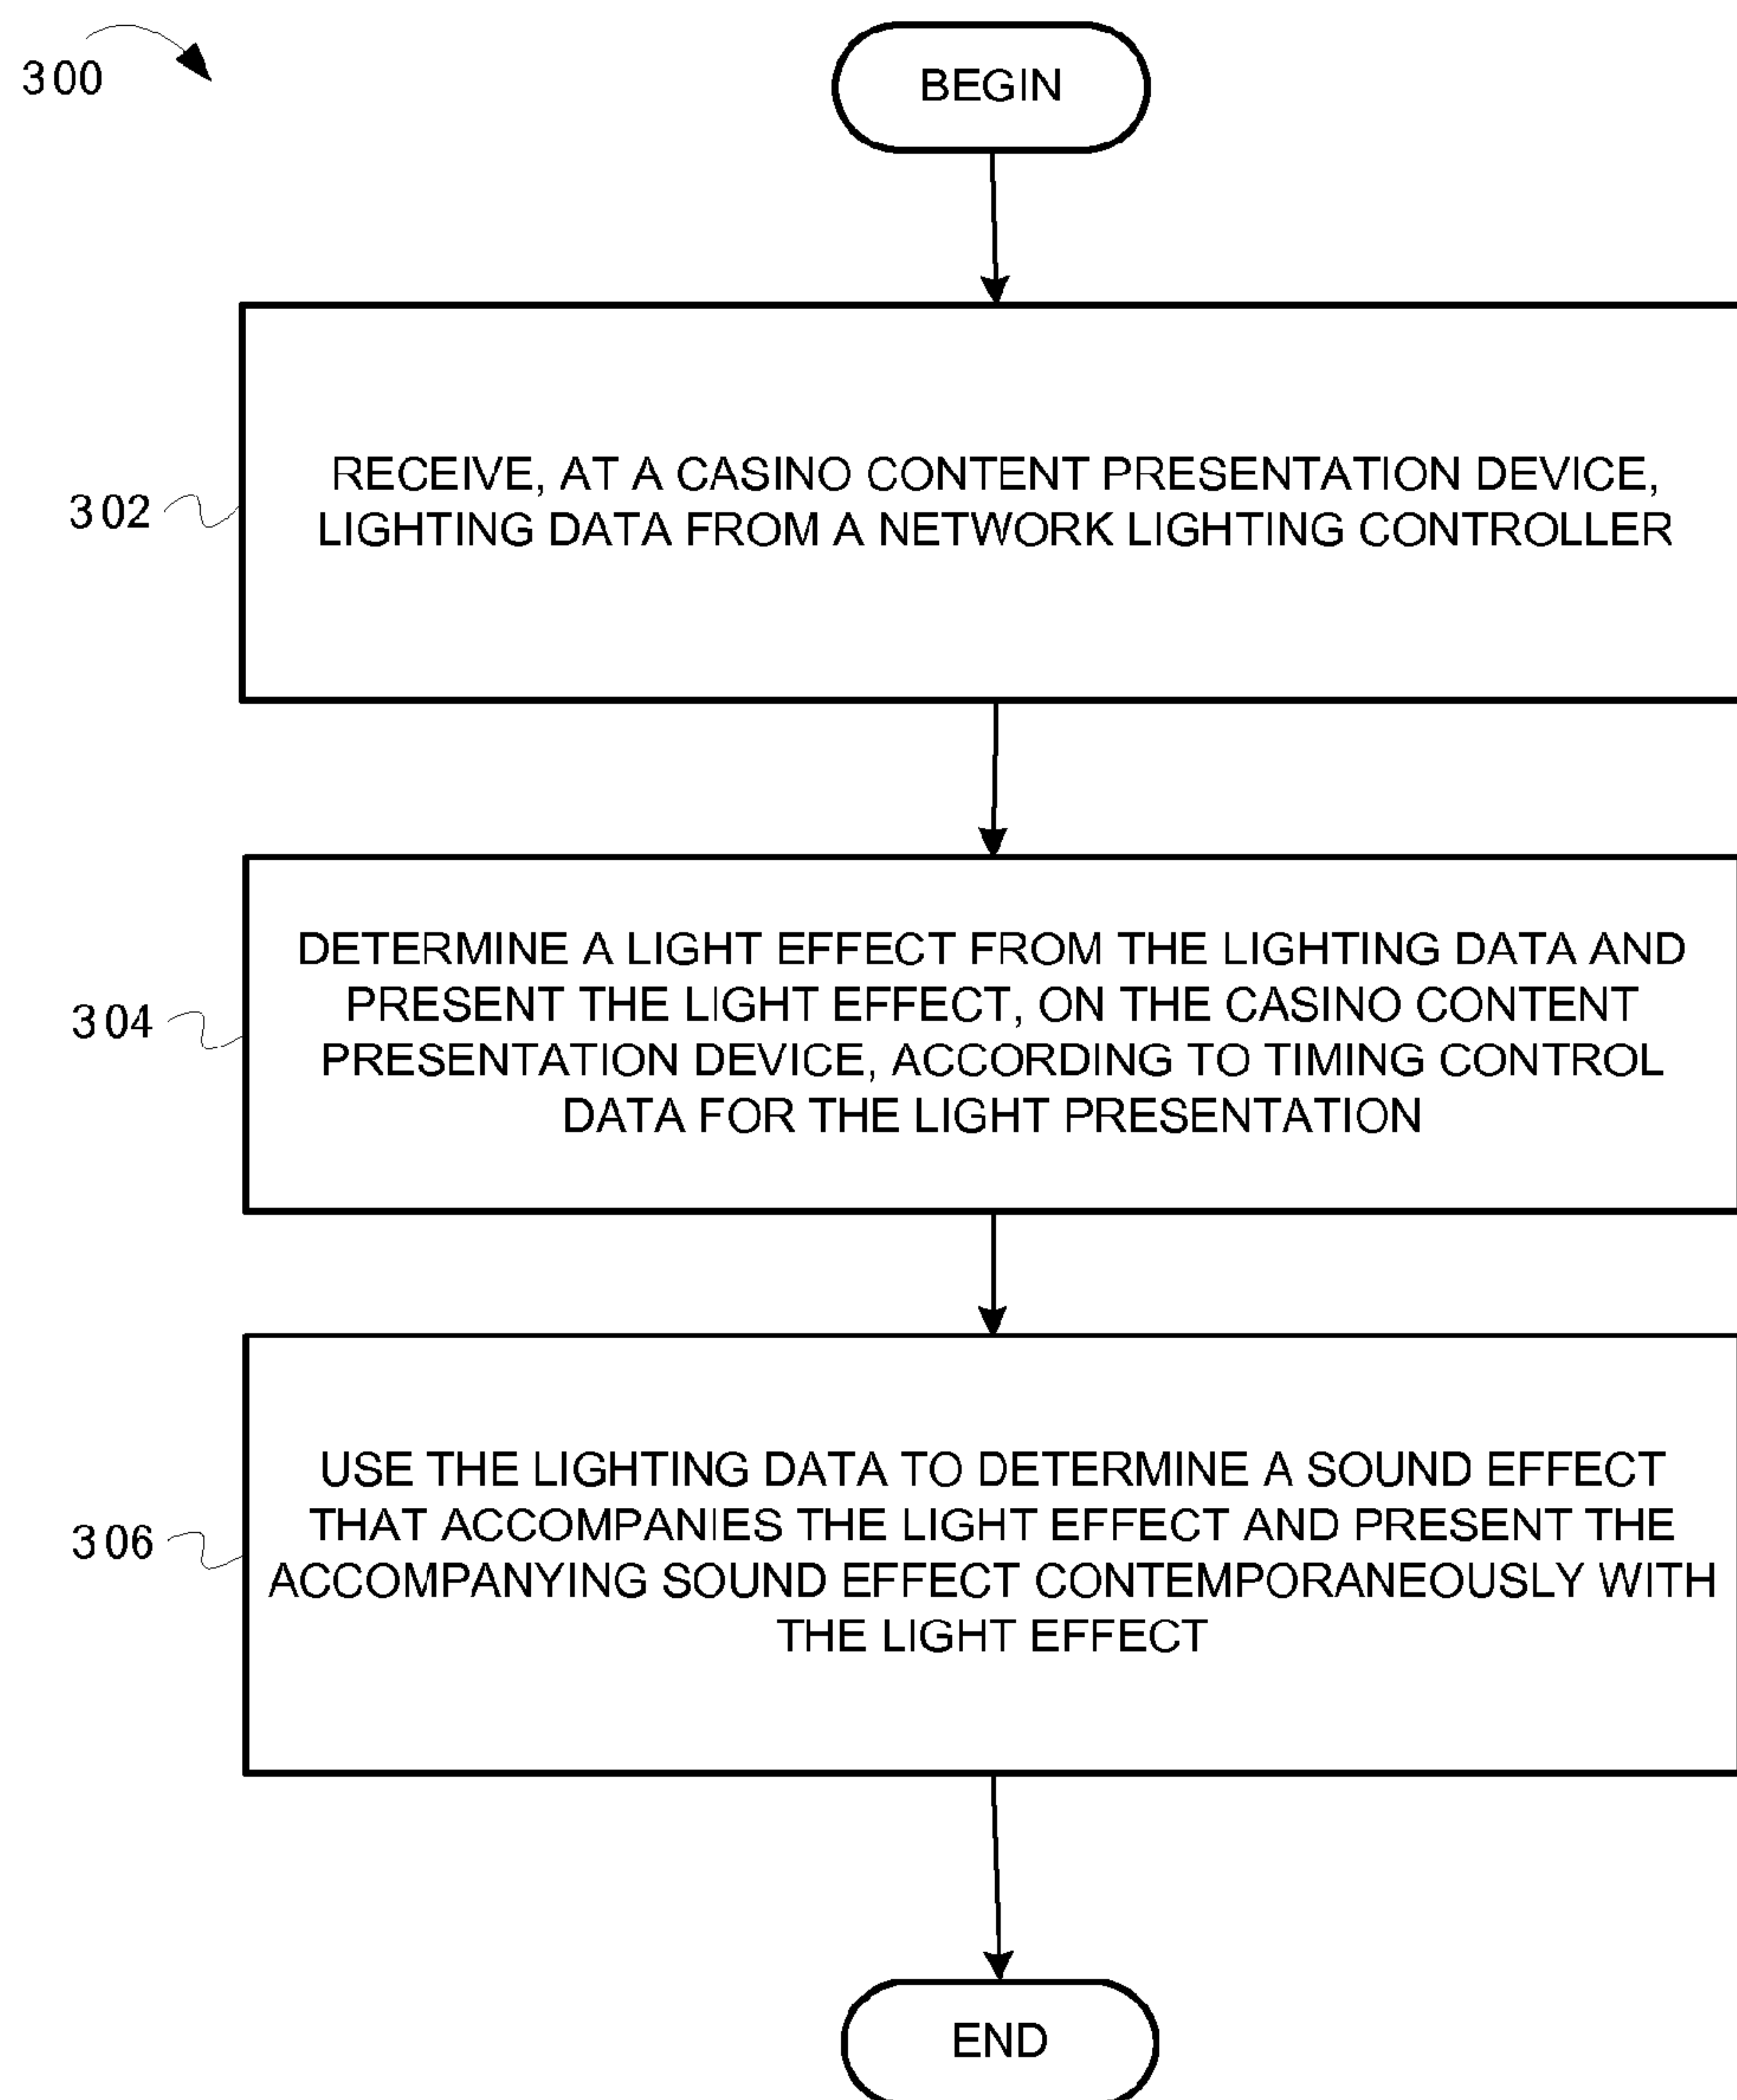 300
BEGIN
302
RECEIVE, AT A CASINO CONTENT PRESENTATION DEVICE,
LIGHTING DATA FROM A NETWORK LIGHTING CONTROLLER
304
DETERMINE A LIGHT EFFECT FROM THE LIGHTING DATA AND
PRESENT THE LIGHT EFFECT, ON THE CASINO CONTENT
PRESENTATION DEVICE, ACCORDING TO TIMING CONTROL
DATA FOR THE LIGHT PRESENTATION
306
USE THE LIGHTING DATA TO DETERMINE A SOUND EFFECT
THAT ACCOMPANIES THE LIGHT EFFECT AND PRESENT THE
ACCOMPANYING SOUND EFFECT CONTEMPORANEOUSLY WITH
THE LIGHT EFFECT
END